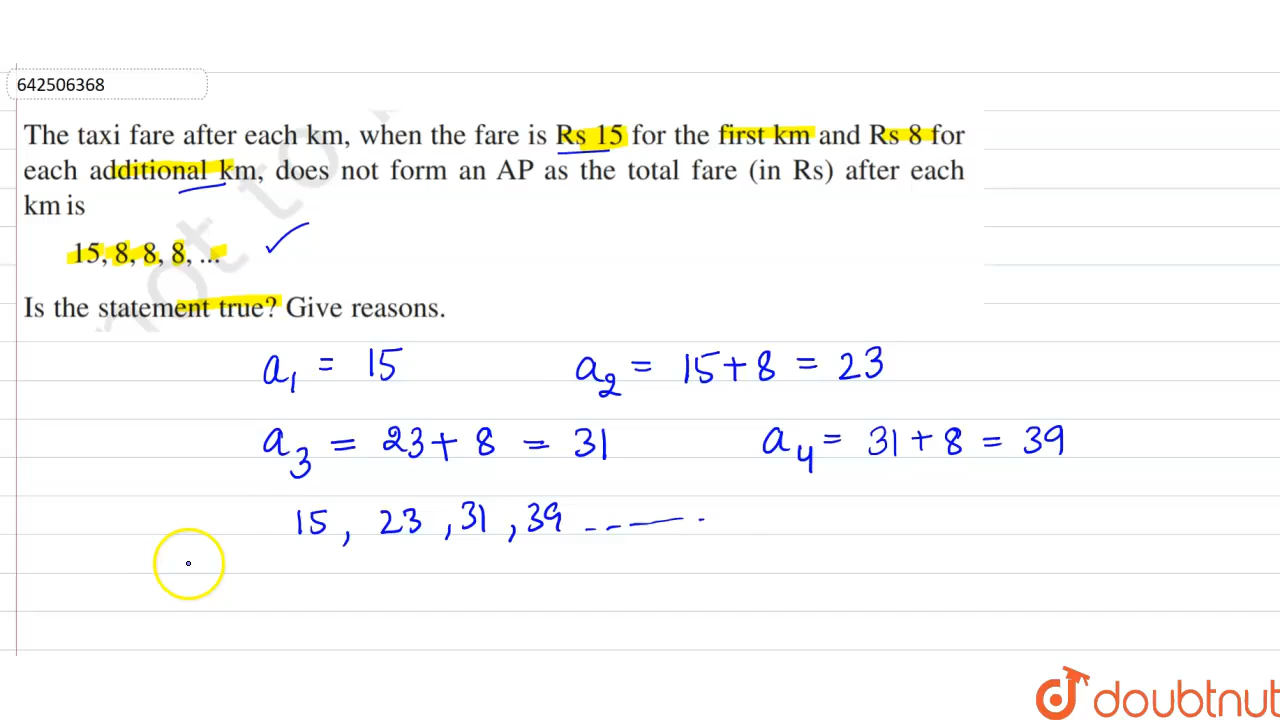 642506368
The taxi fare after each km, when the fare is Rs 15 for the first km and Rs 8 for
each additional km, does not form an AP as the total fare (in Rs) after each
km is
15, 8, 8, 8, ...
Is the statement true? Give reasons.
a₁ = 15 a₂ = 15 + 8 = 23
a₃ = 23 + 8 = 31 a₄ = 31 + 8 = 39
15, 23, 31, 39 -----.
doubtnut